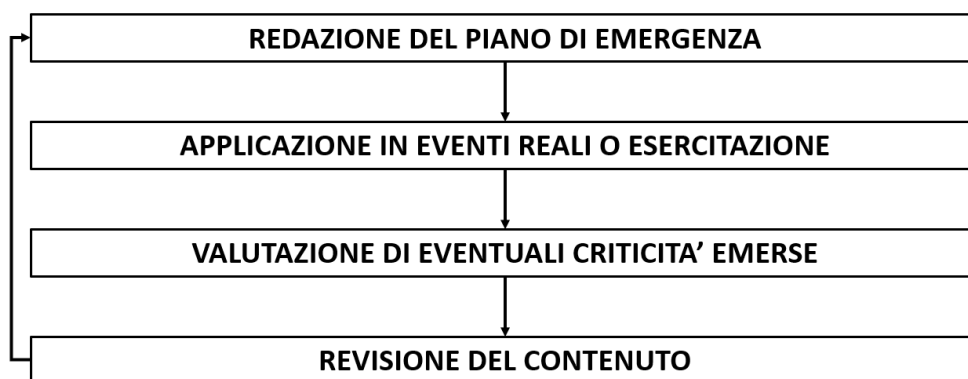 REDAZIONE DEL PIANO DI EMERGENZA
APPLICAZIONE IN EVENTI REALI O ESERCITAZIONE
VALUTAZIONE DI EVENTUALI CRITICITA’ EMERSE
REVISIONE DEL CONTENUTO